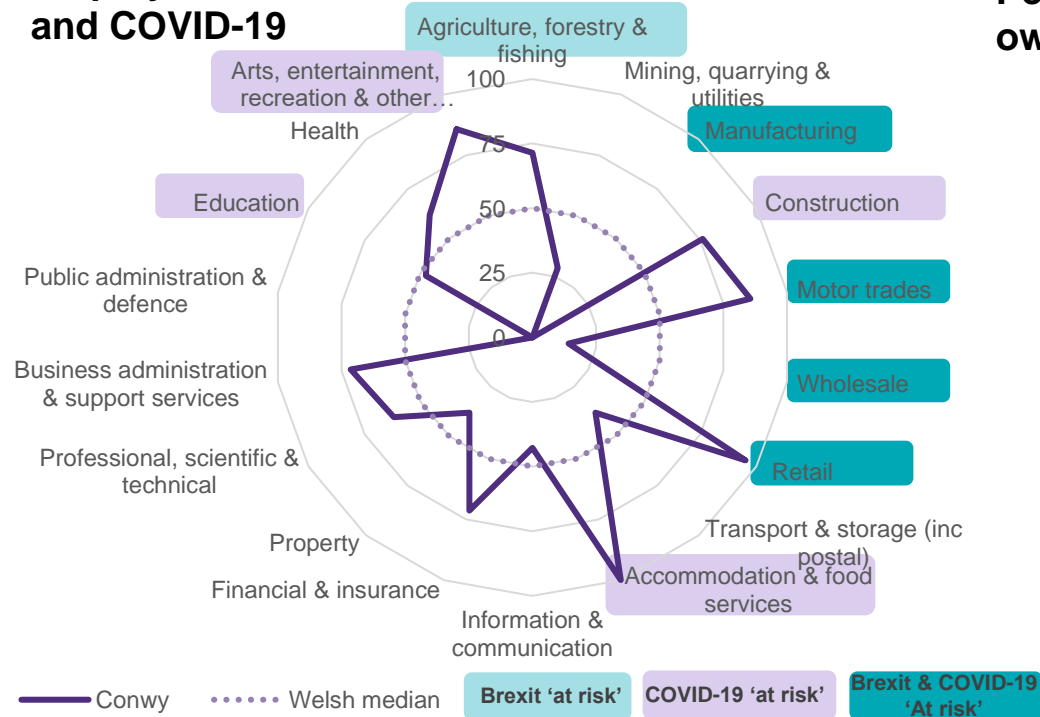 and COVID-19
ow
Agriculture, forestry &
fishing
Arts, entertainment,
recreation & other…
Mining, quarrying &
utilities
Health
Manufacturing
Education
Construction
Public administration &
defence
Motor trades
Business administration
& support services
Wholesale
Professional, scientific &
technical
Retail
Property
Transport & storage (inc
postal)
Financial & insurance
Accommodation & food
services
Information &
communication
100
75
50
25
0
Conwy
Welsh median
Brexit ‘at risk’
COVID-19 ‘at risk’
Brexit & COVID-19
‘At risk’